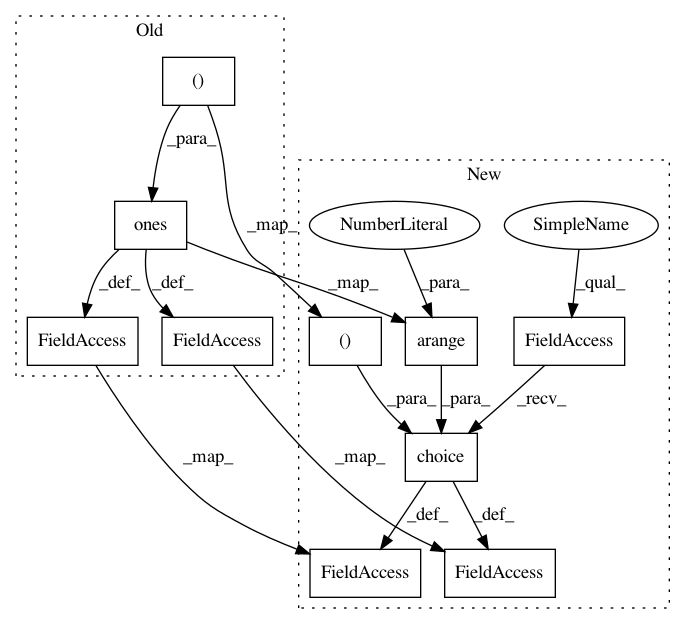 Old
()
_para_
New
ones
NumberLiteral
SimpleName
_map_
_def_
_def_
_map_
_para_
_qual_
FieldAccess
FieldAccess
()
arange
FieldAccess
_para_
_para_
_recv_
_map_
_map_
choice
_def_
_def_
FieldAccess
FieldAccess